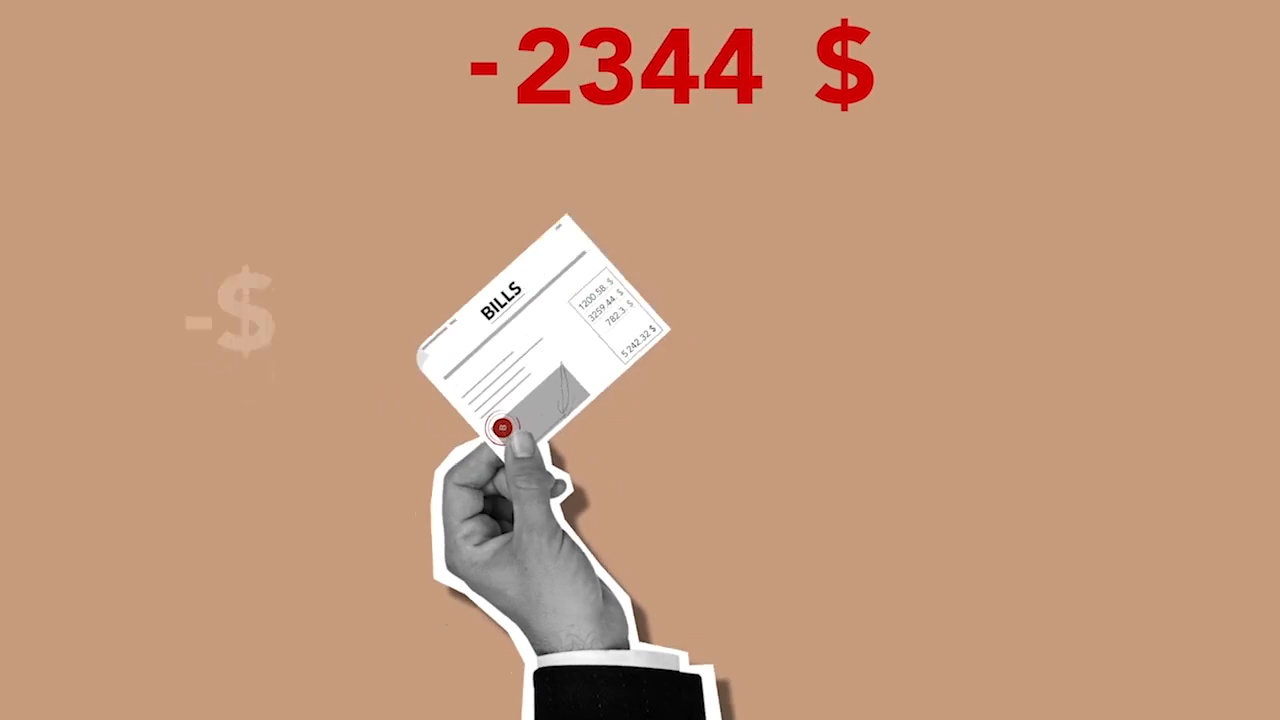 -2344 $
-$
BILLS
1200.58. $
3259.44. $
782.3. $
5 242.32 $